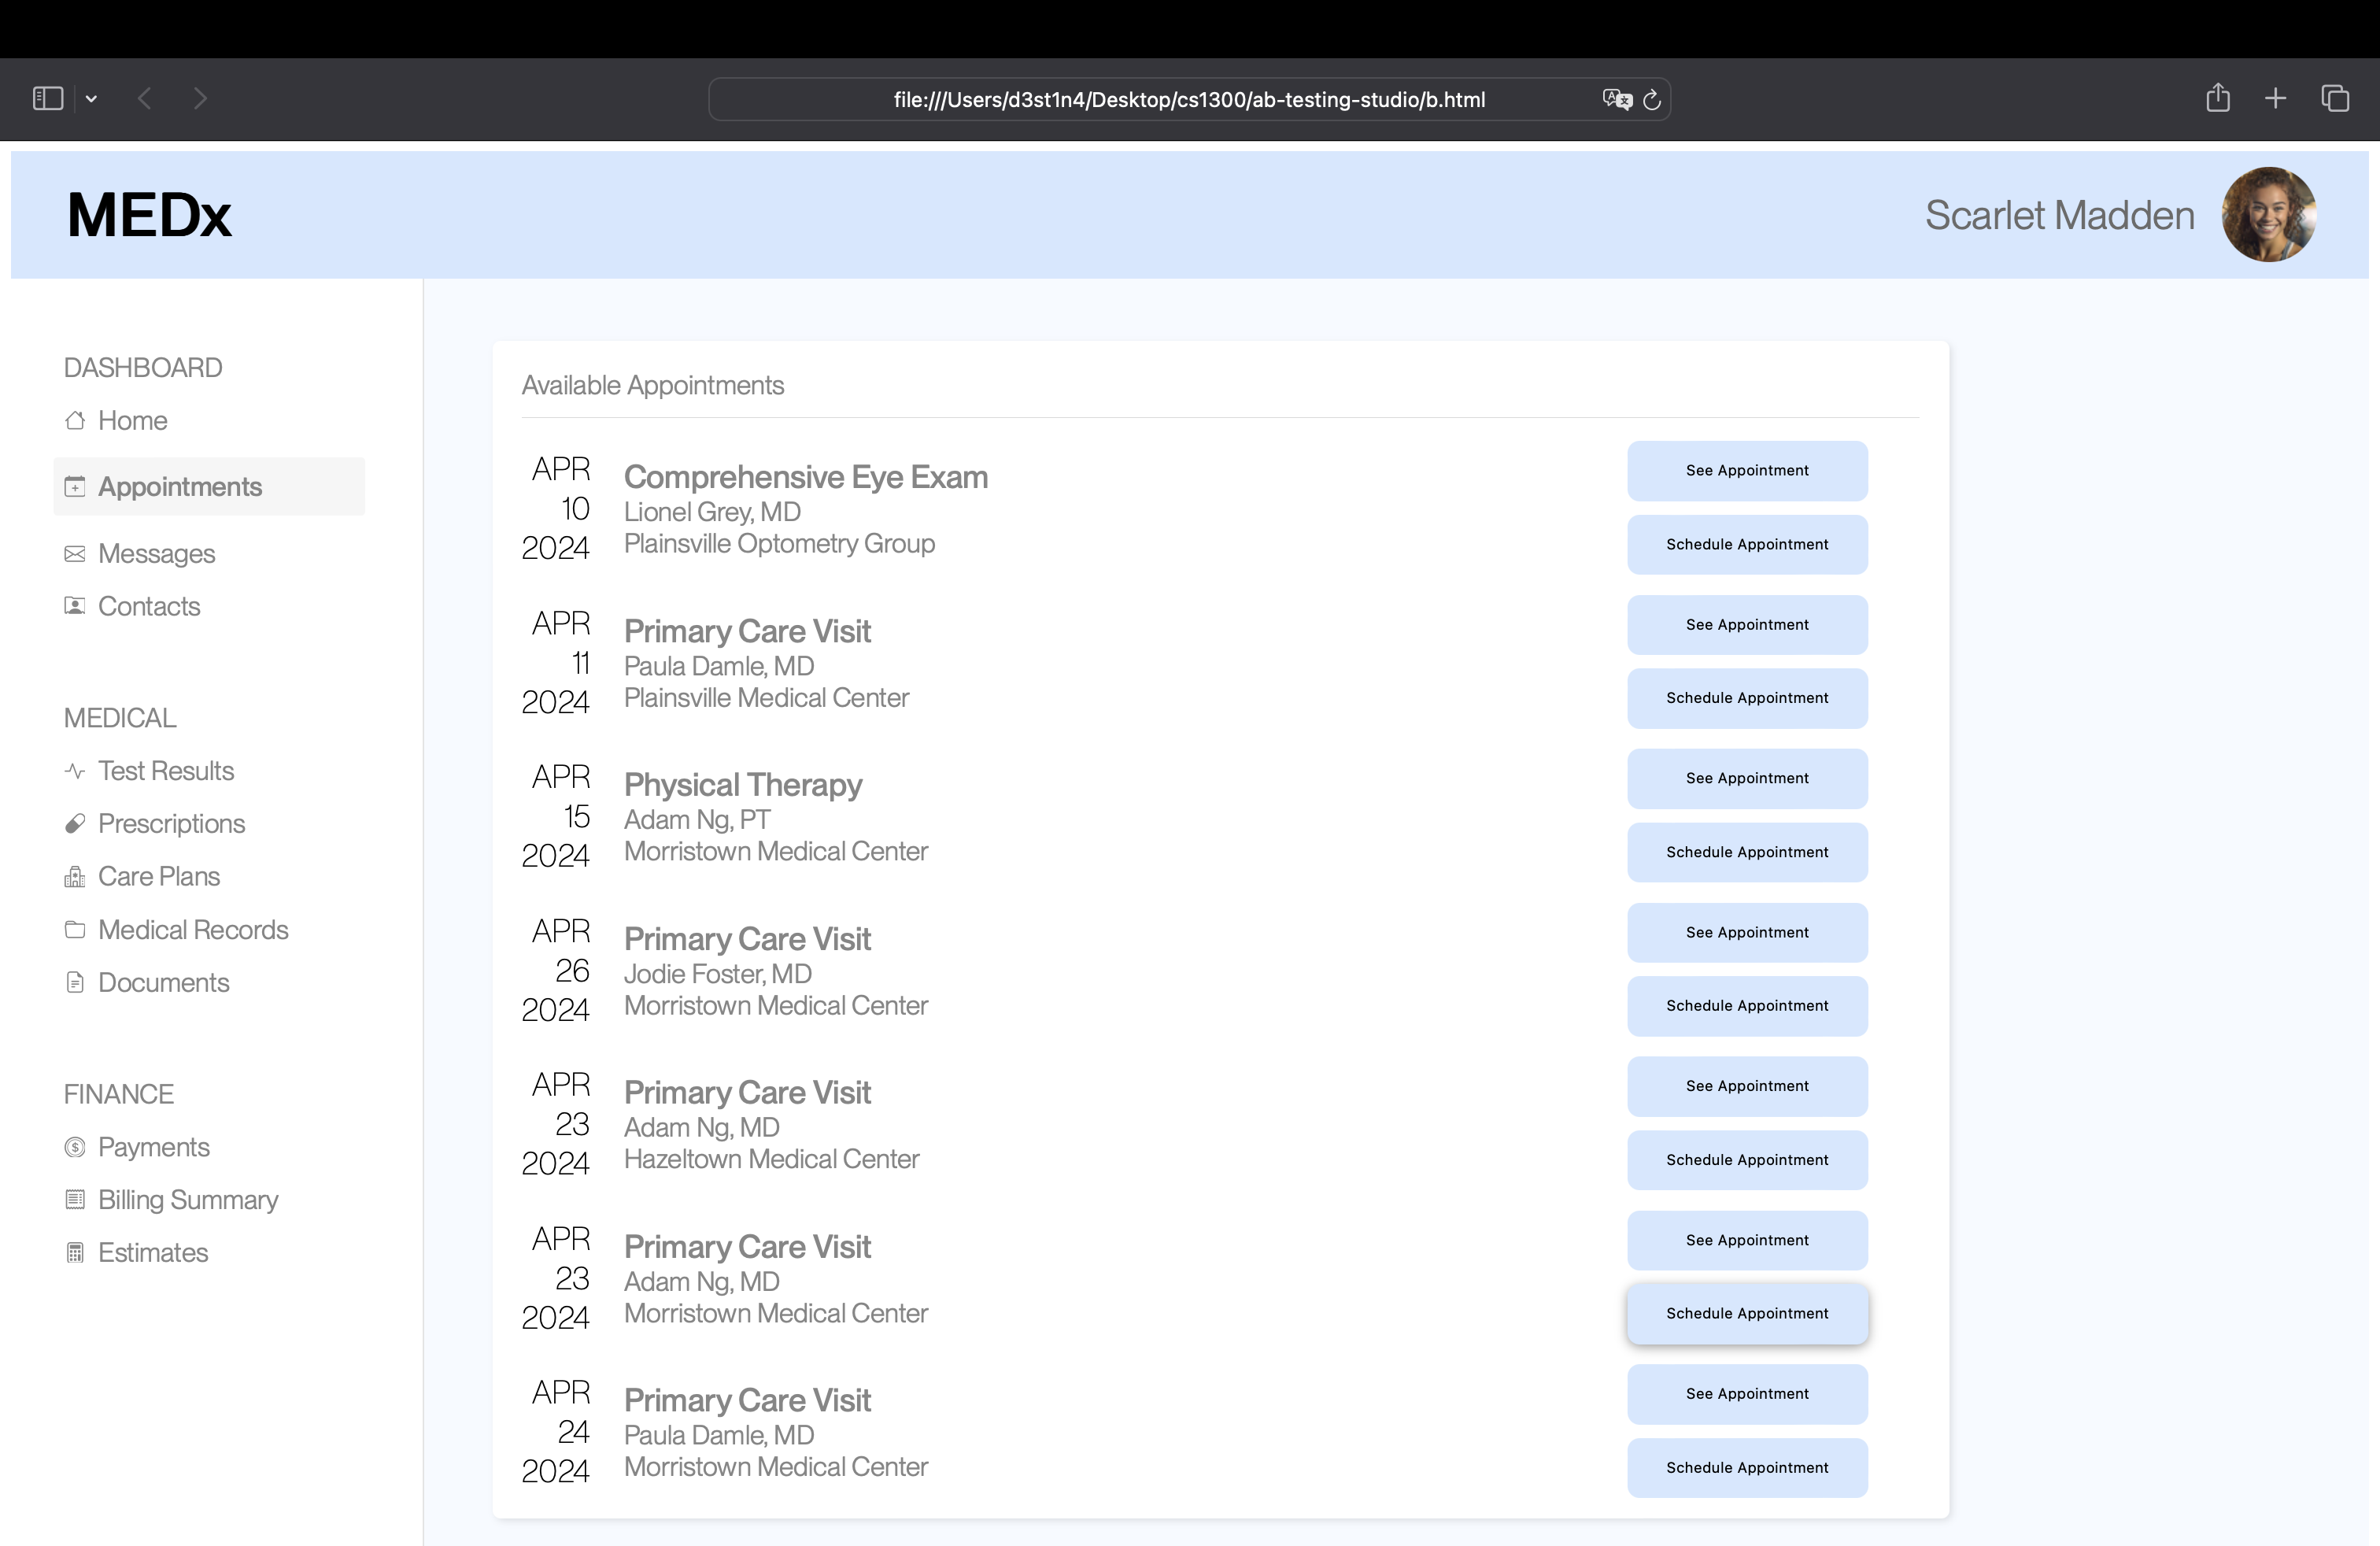 file:///Users/d3st1n4/Desktop/cs1300/ab-testing-studio/b.html
MEDx
Scarlet Madden
DASHBOARD
Home
Appointments
Messages
Contacts
MEDICAL
Test Results
Prescriptions
Care Plans
Medical Records
Documents
FINANCE
Payments
Billing Summary
Estimates
Available Appointments
APR
10
2024
Comprehensive Eye Exam
Lionel Grey, MD
Plainsville Optometry Group
See Appointment
Schedule Appointment
APR
11
2024
Primary Care Visit
Paula Damle, MD
Plainsville Medical Center
See Appointment
Schedule Appointment
APR
15
2024
Physical Therapy
Adam Ng, PT
Morristown Medical Center
See Appointment
Schedule Appointment
APR
26
2024
Primary Care Visit
Jodie Foster, MD
Morristown Medical Center
See Appointment
Schedule Appointment
APR
23
2024
Primary Care Visit
Adam Ng, MD
Hazeltown Medical Center
See Appointment
Schedule Appointment
APR
23
2024
Primary Care Visit
Adam Ng, MD
Morristown Medical Center
See Appointment
Schedule Appointment
APR
24
2024
Primary Care Visit
Paula Damle, MD
Morristown Medical Center
See Appointment
Schedule Appointment